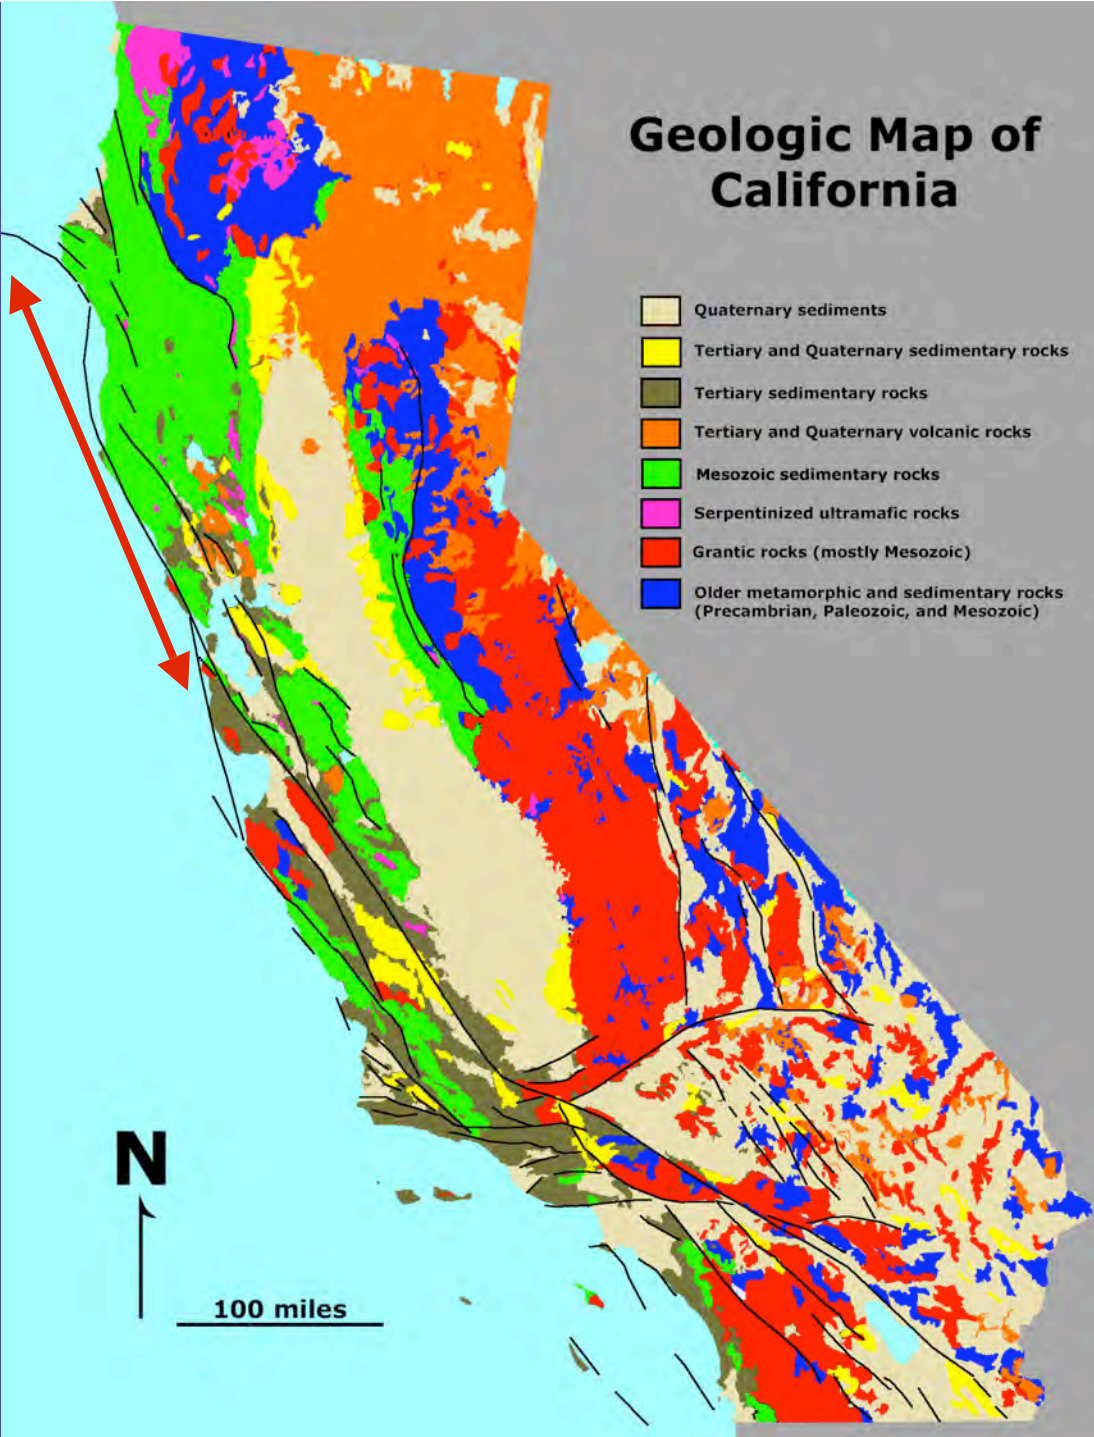 Geologic Map of
California
Quaternary sediments
Tertiary and Quaternary sedimentary rocks
Tertiary sedimentary rocks
Tertiary and Quaternary volcanic rocks
Mesozoic sedimentary rocks
Serpentinized ultramafic rocks
Grantic rocks (mostly Mesozoic)
Older metamorphic and sedimentary rocks
(Precambrian, Paleozoic, and Mesozoic)
N
100 miles